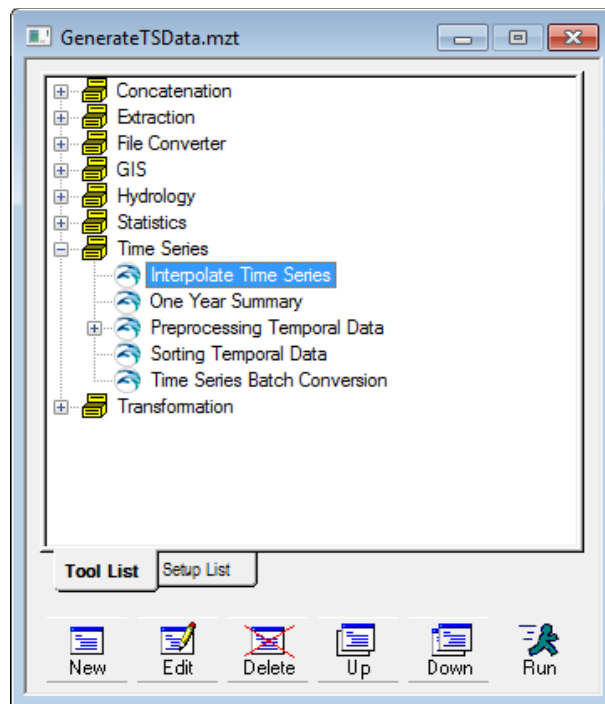 GenerateTSData.mzt
Concatenation
Extraction
File Converter
GIS
Hydrology
Statistics
Time Series
Interpolate Time Series
One Year Summary
Preprocessing Temporal Data
Sorting Temporal Data
Time Series Batch Conversion
Transformation
Tool List Setup List
New Edit Delete Up Down Run